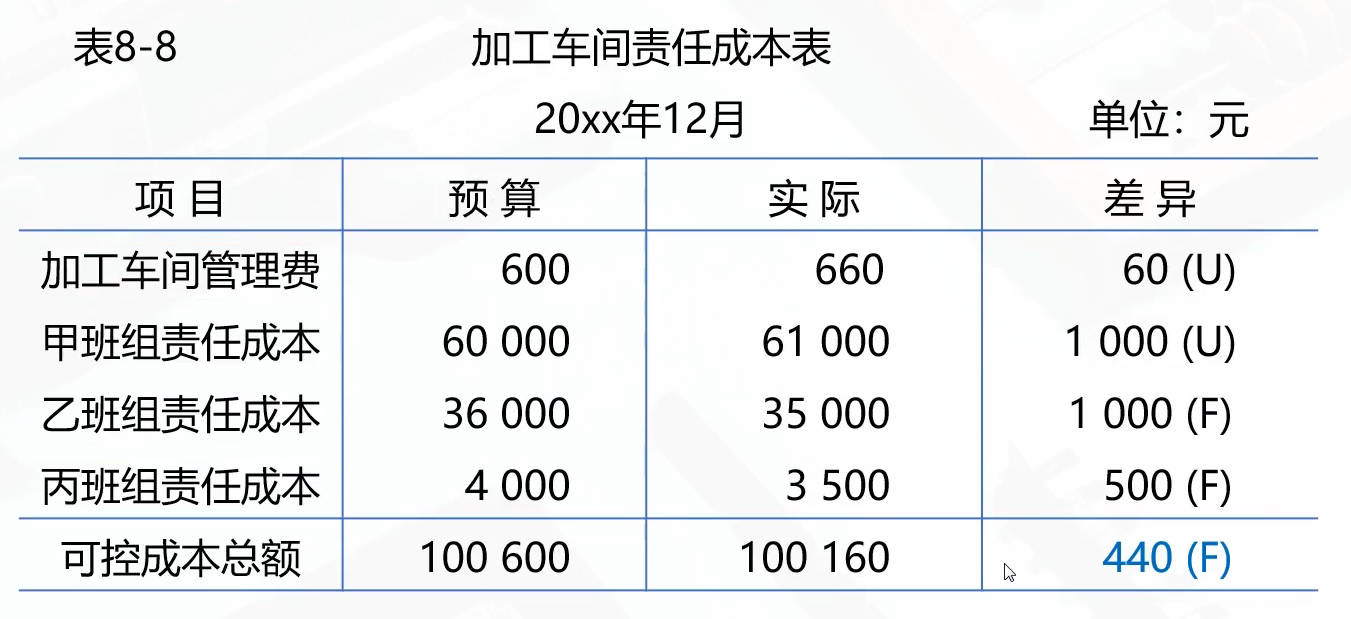 表8-8 加工车间责任成本表
20xx年12月 单位：元
项 目 预 算 实 际 差 异
加工车间管理费 600 660 60 (U)
甲班组责任成本 60 000 61 000 1 000 (U)
乙班组责任成本 36 000 35 000 1 000 (F)
丙班组责任成本 4 000 3 500 500 (F)
可控成本总额 100 600 100 160 440 (F)